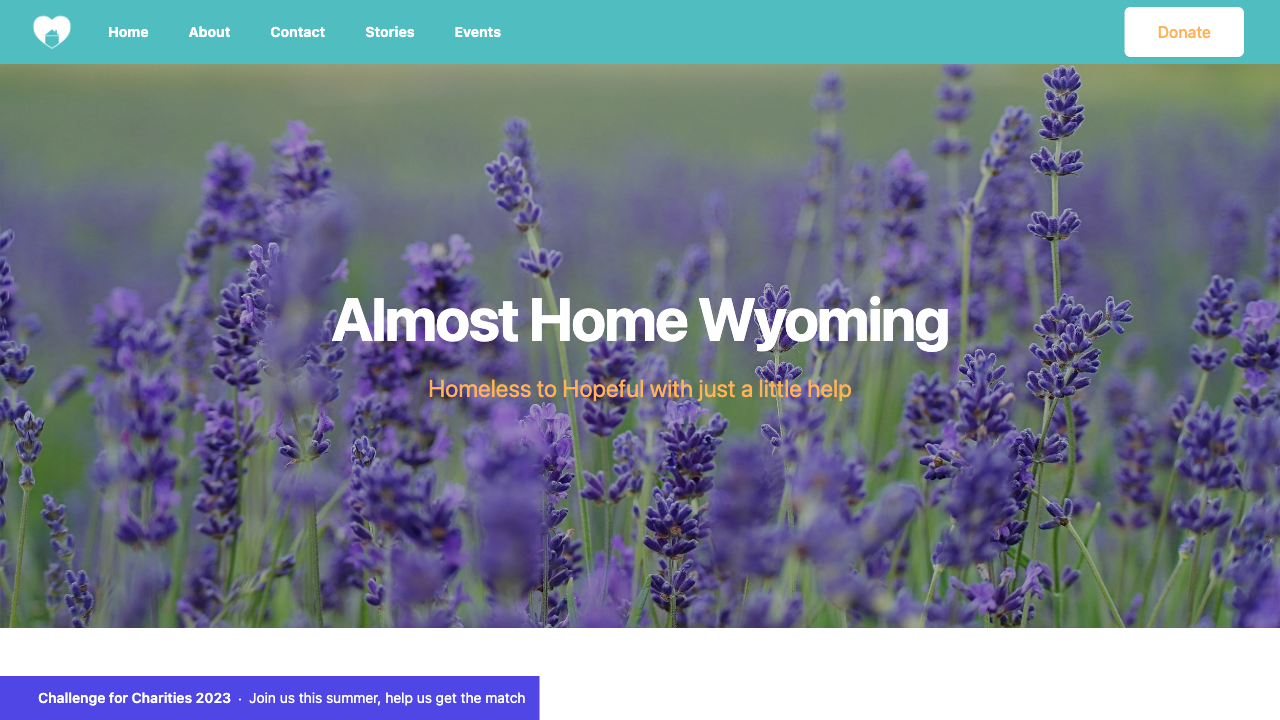 Home About Contact Stories Events Donate
Almost Home Wyoming
Homeless to Hopeful with just a little help
Challenge for Charities 2023 · Join us this summer, help us get the match